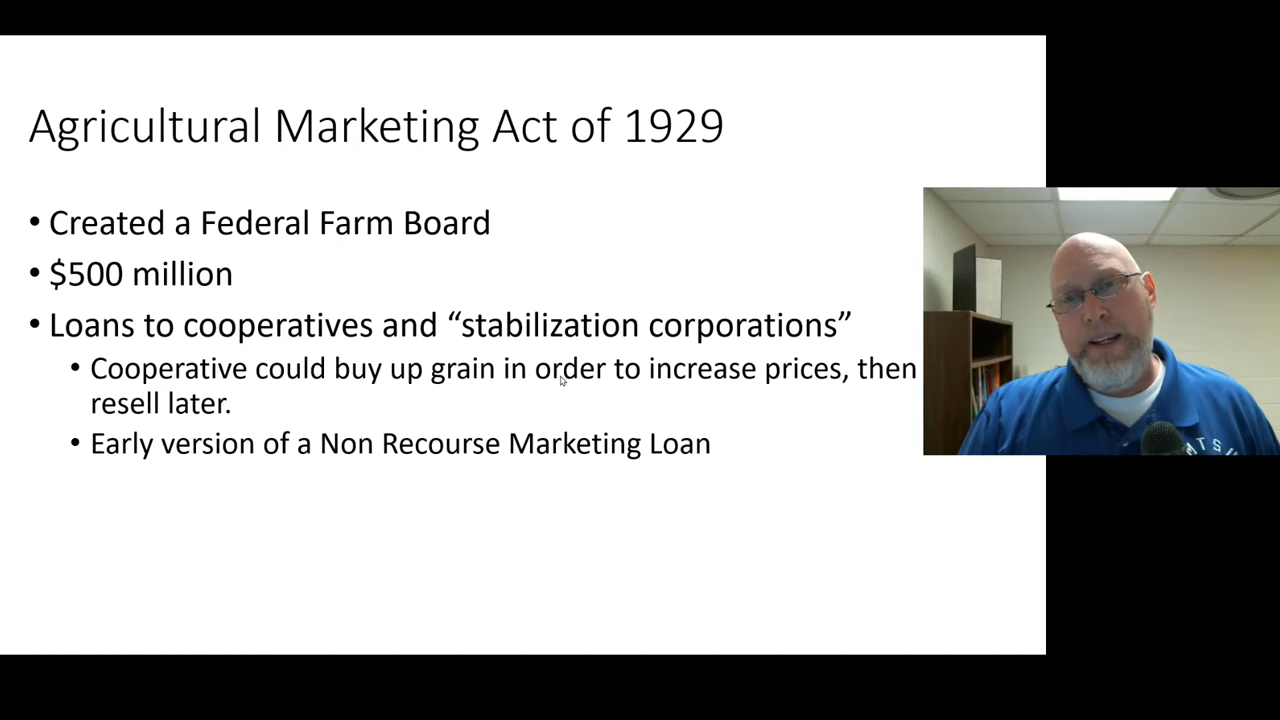 Agricultural Marketing Act of 1929
• Created a Federal Farm Board
• $500 million
• Loans to cooperatives and “stabilization corporations”
• Cooperative could buy up grain in order to increase prices, then
resell later.
• Early version of a Non Recourse Marketing Loan
MTSU